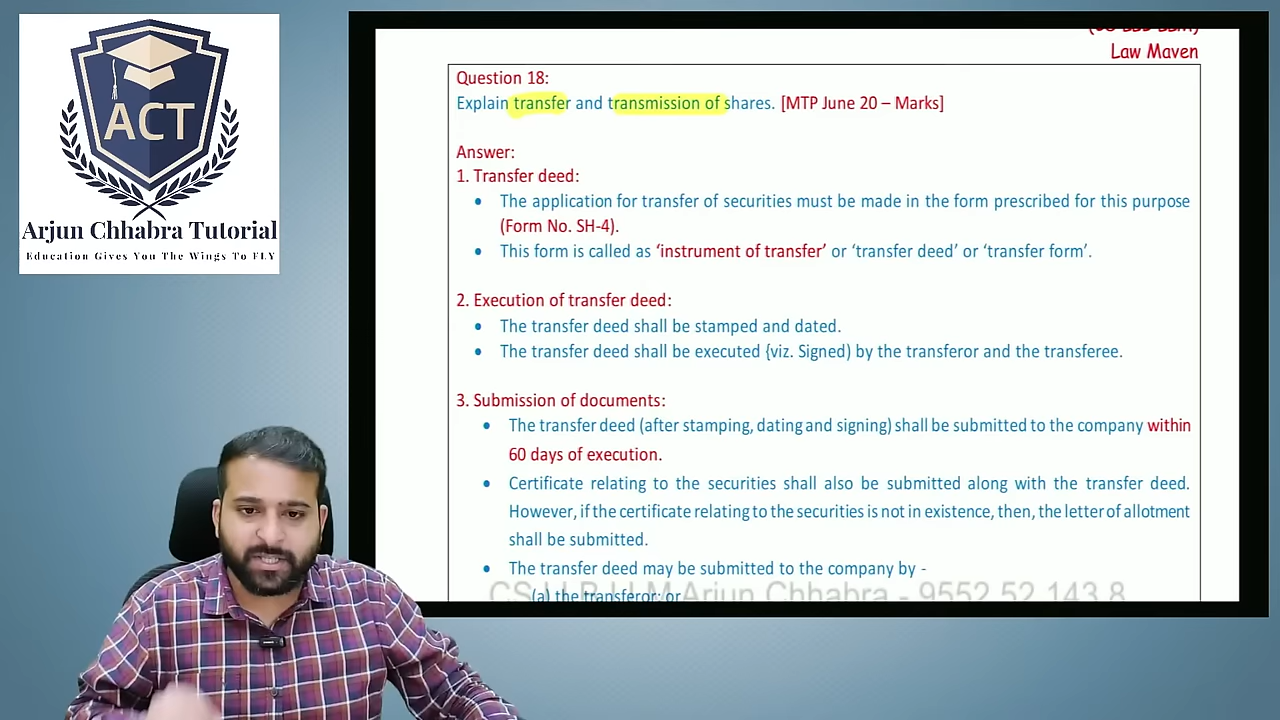 ACT
Arjun Chhabra Tutorial
Education Gives You The Wings To FLY
Law Maven
Question 18:
Explain transfer and transmission of shares. [MTP June 20 – Marks]
Answer:
1. Transfer deed:
• The application for transfer of securities must be made in the form prescribed for this purpose
(Form No. SH-4).
• This form is called as ‘instrument of transfer’ or ‘transfer deed’ or ‘transfer form’.
2. Execution of transfer deed:
• The transfer deed shall be stamped and dated.
• The transfer deed shall be executed {viz. Signed) by the transferor and the transferee.
3. Submission of documents:
• The transfer deed (after stamping, dating and signing) shall be submitted to the company within
60 days of execution.
• Certificate relating to the securities shall also be submitted along with the transfer deed.
However, if the certificate relating to the securities is not in existence, then, the letter of allotment
shall be submitted.
• The transfer deed may be submitted to the company by -
(a) the transferor; or
Arjun Chhabra - 9552 52 143 8